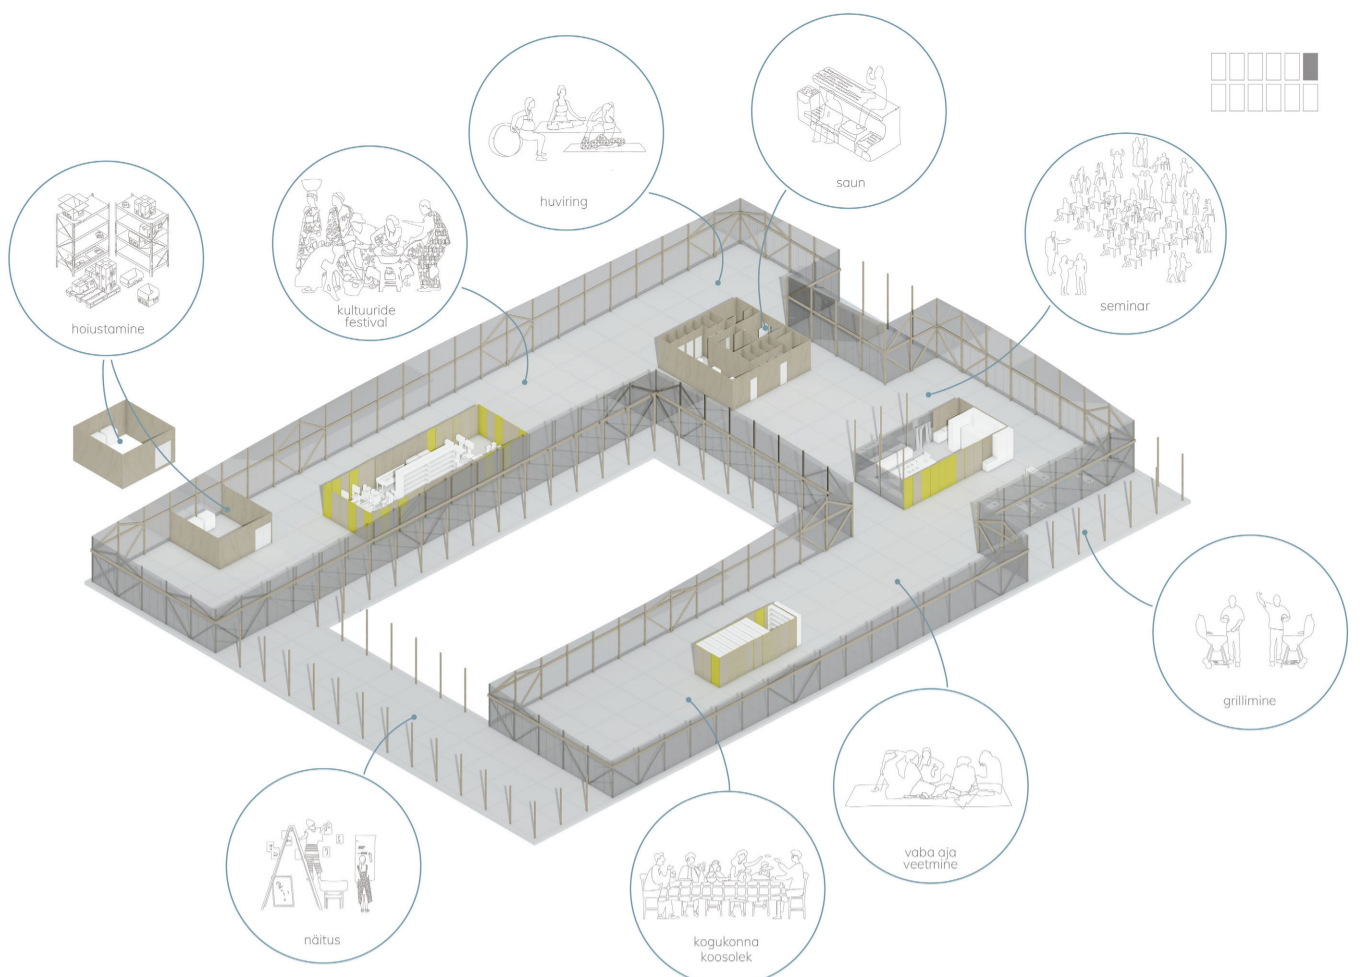 huviring
saun
hoiustamine
kultuuride
festival
seminar
grillimine
näitus
kogukonna
koosolek
vaba aja
veetmine